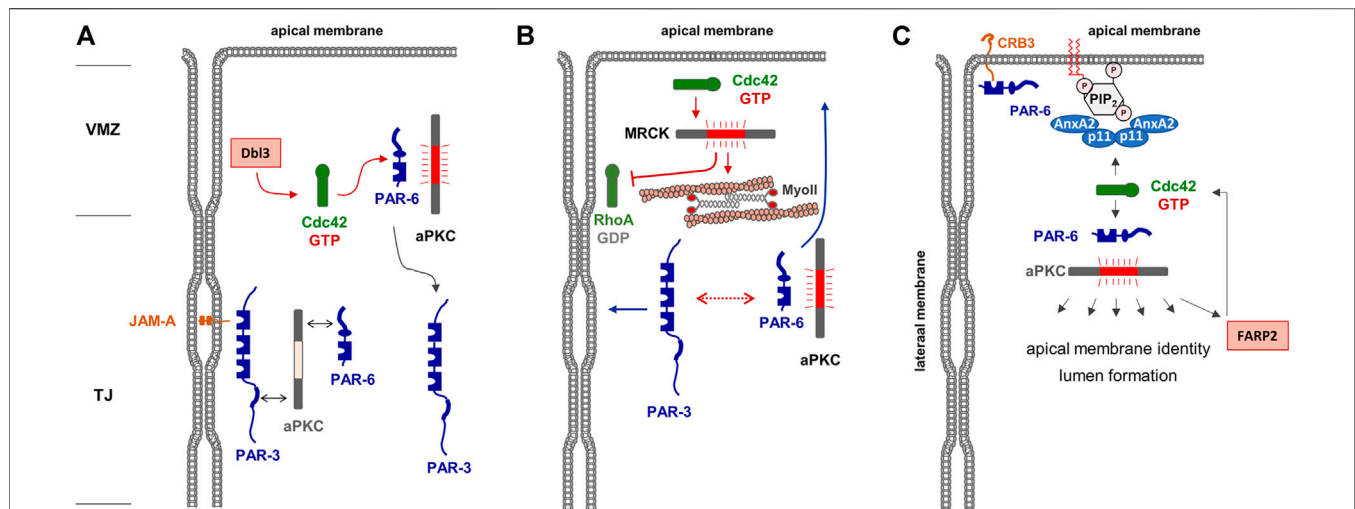 A
apical membrane
VMZ
TJ
Dbl3
Cdc42
GTP
PAR-6
aPKC
JAM-A
PAR-6
aPKC
PAR-3
PAR-3
B
apical membrane
Cdc42
GTP
MRCK
MyoII
RhoA
GDP
PAR-6
aPKC
PAR-3
C
apical membrane
CRB3
PAR-6
P
P
PIP2
P
AnxA2
AnxA2
p11
p11
Cdc42
GTP
PAR-6
aPKC
FARP2
apical membrane identity
lumen formation
lateraal membrane